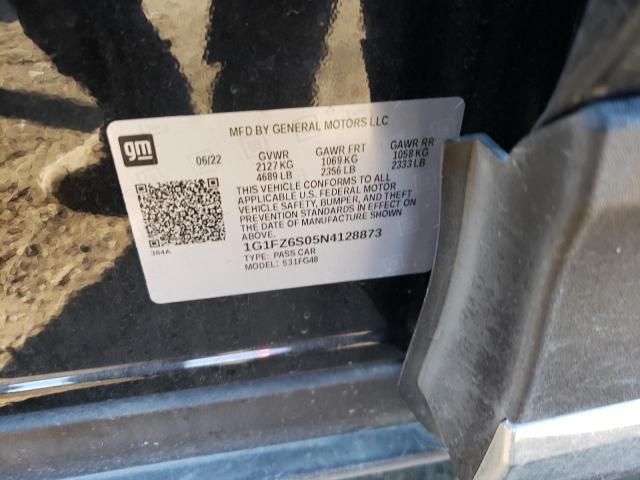 MFD BY GENERAL MOTORS LLC
gm
06/22
GVWR GAWR FRT GAWR RR
2127 KG 1069 KG 1058 KG
4689 LB 2356 LB 2333 LB
THIS VEHICLE CONFORMS TO ALL
APPLICABLE U.S. FEDERAL MOTOR
VEHICLE SAFETY, BUMPER, AND THEFT
PREVENTION STANDARDS IN EFFECT ON
THE DATE OF MANUFACTURE SHOWN
ABOVE.
1G1FZ6S05N4128873
TYPE: PASS CAR
MODEL: 531FG48
384A